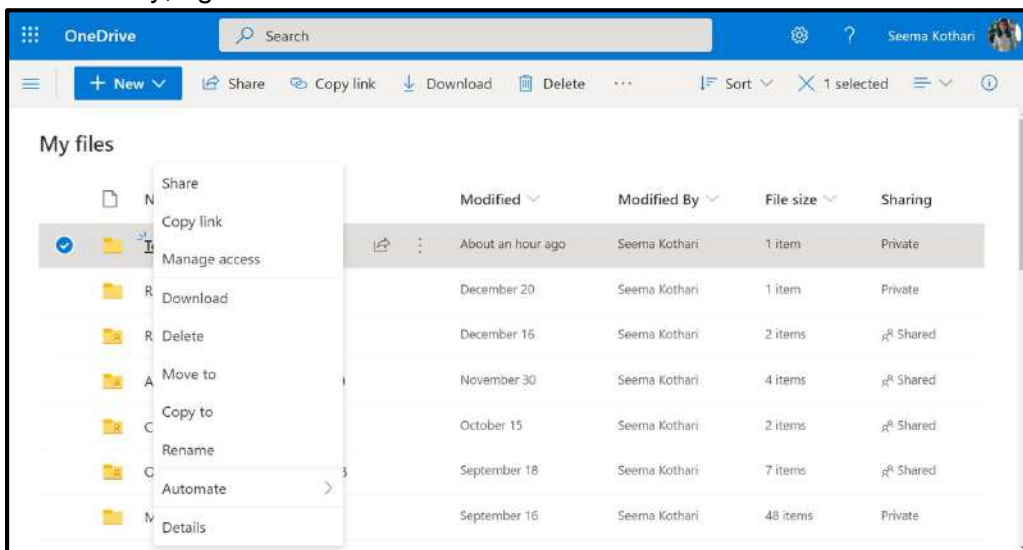 OneDrive Search Seema Kothari
New Share Copy link Download Delete ... Sort 1 selected
My files
Share
Copy link
Manage access
Download
Delete
Move to
Copy to
Rename
Automate
Details
Modified Modified By File size Sharing
About an hour ago Seema Kothari 1 item Private
R December 20 Seema Kothari 1 item Private
R December 16 Seema Kothari 2 items Shared
A November 30 Seema Kothari 4 items Shared
C October 15 Seema Kothari 2 items Shared
O September 18 Seema Kothari 7 items Shared
M September 16 Seema Kothari 48 items Private